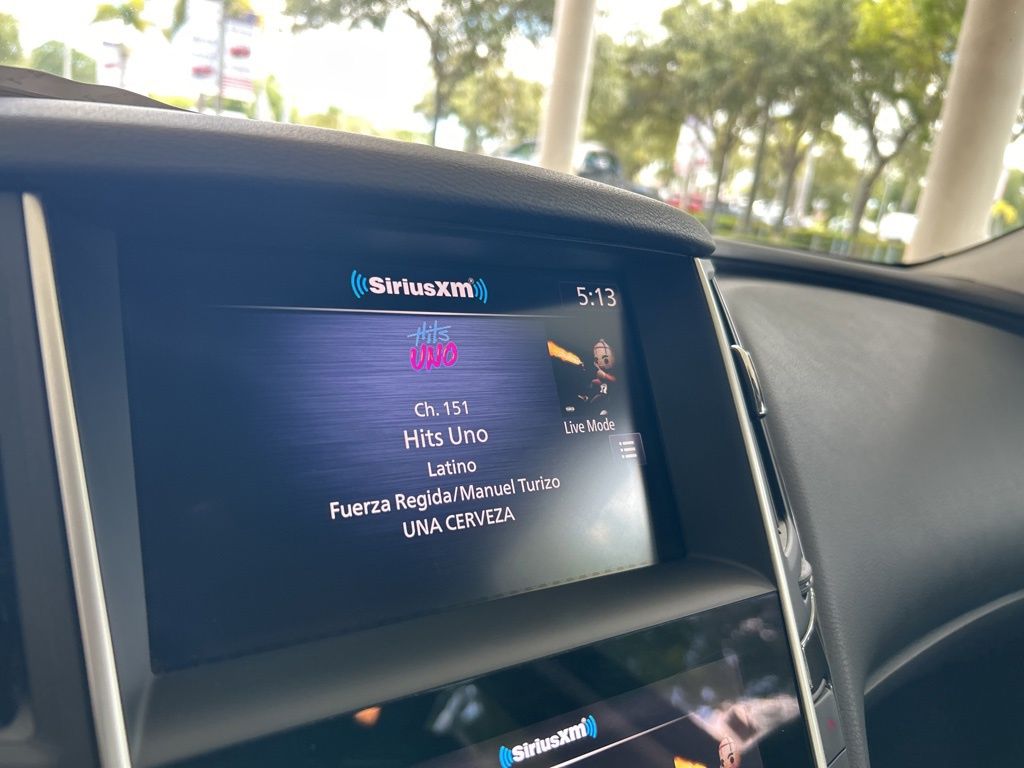 SiriusXM
5:13
Hits
UNO
Ch. 151
Hits Uno
Live Mode
Latino
Fuerza Regida/Manuel Turizo
UNA CERVEZA
SiriusXM